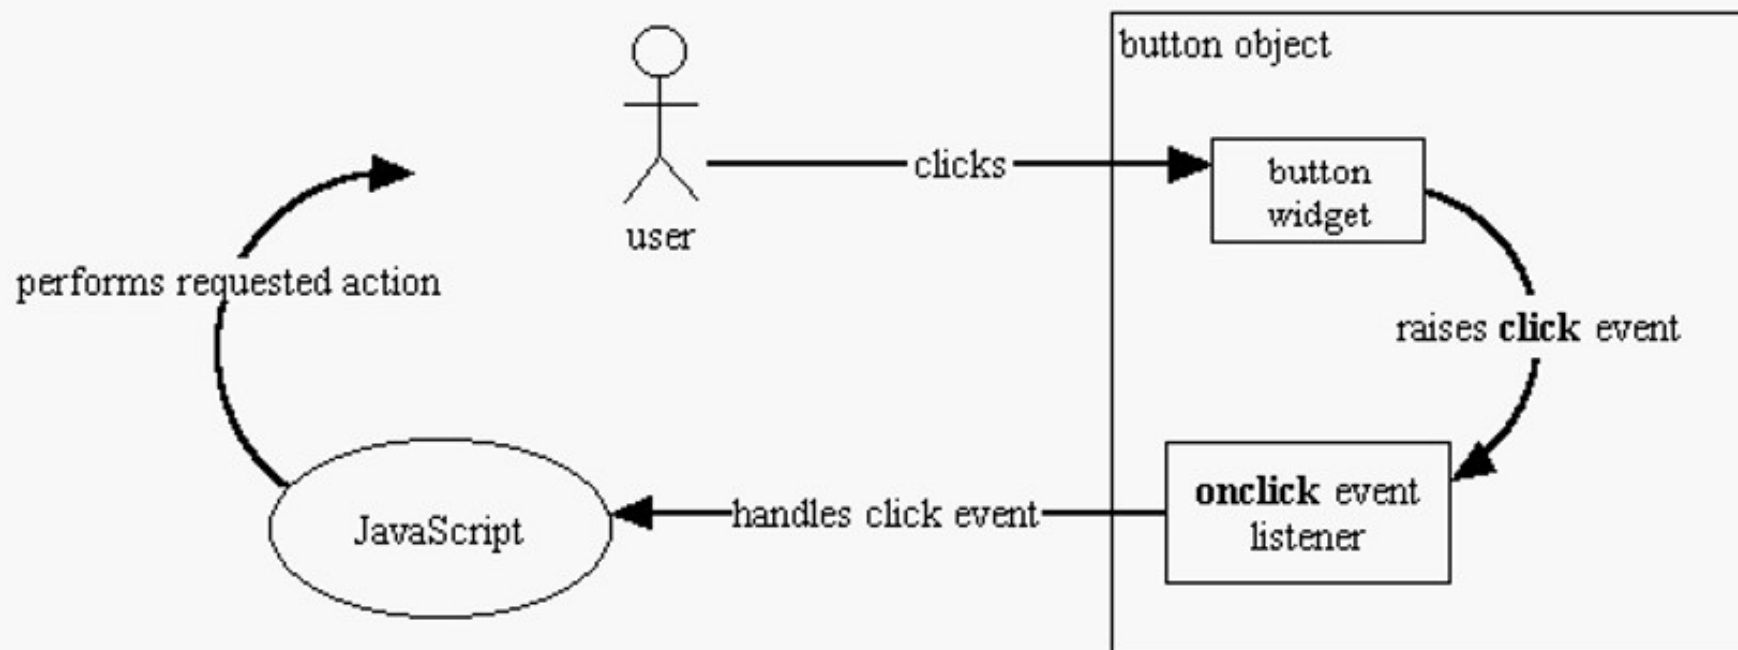 button object
clicks
button
widget
user
performs requested action
raises click event
onclick event
listener
handles click event
JavaScript